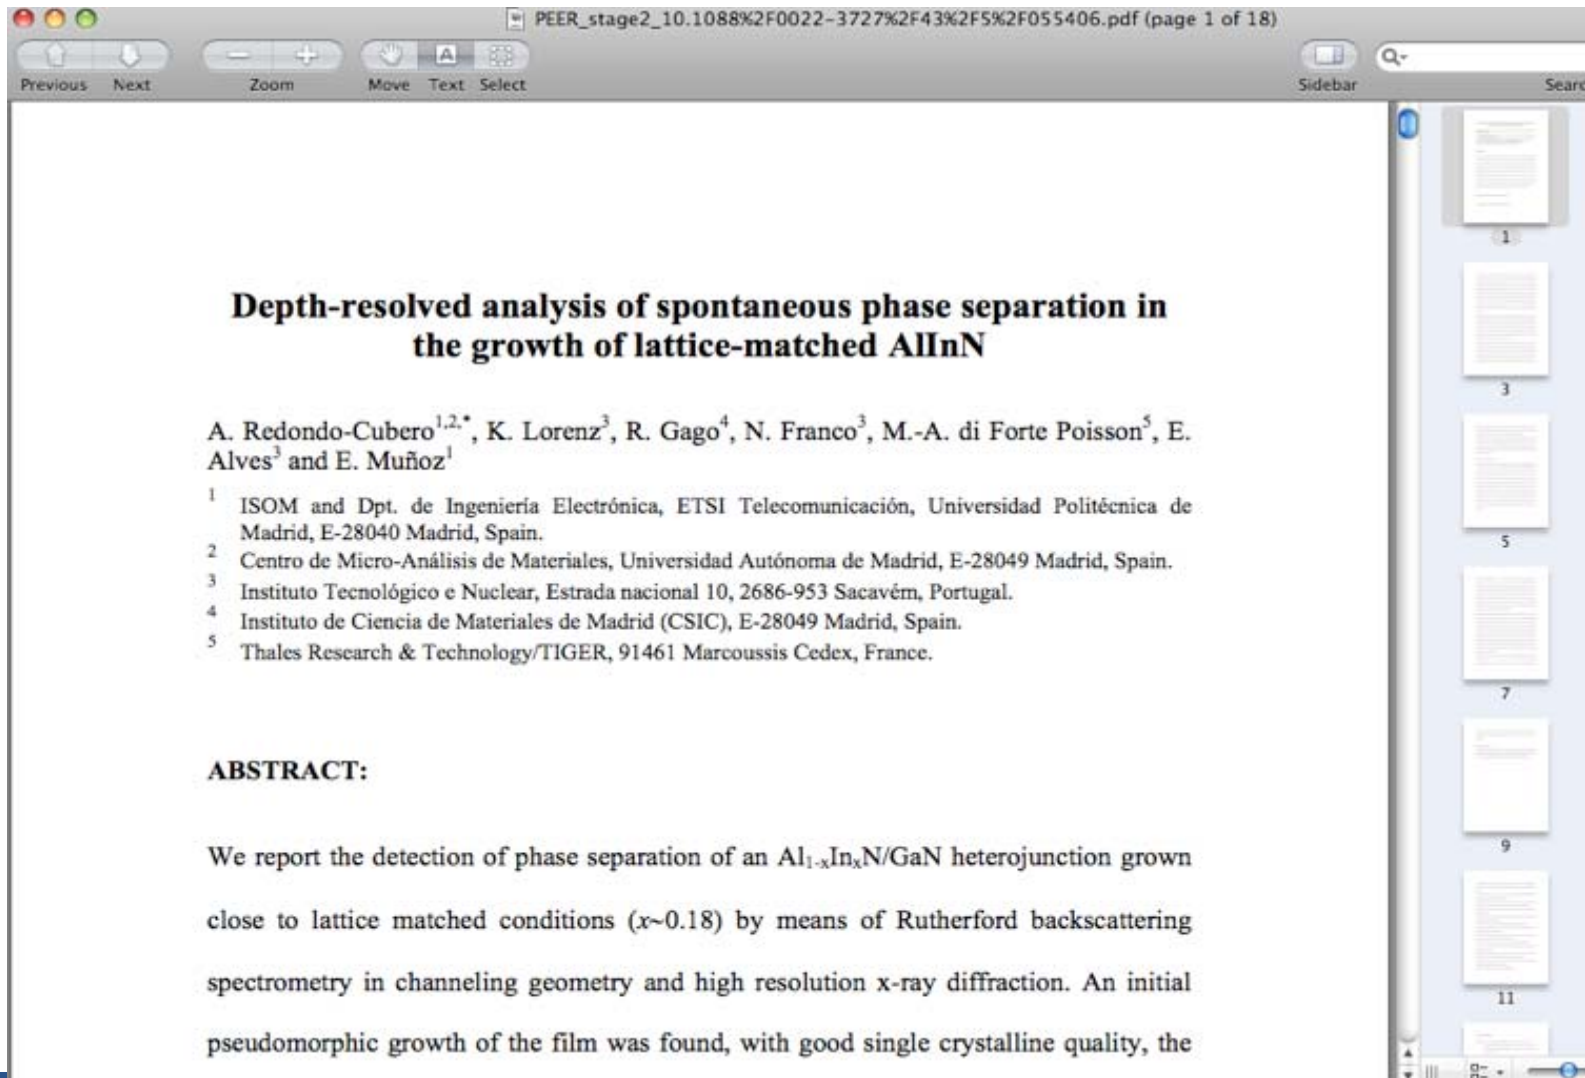 PEER_stage2_10.1088%2F0022-3727%2F43%2F5%2F055406.pdf (page 1 of 18)
Previous Next Zoom Move Text Select Sidebar Searc
Depth-resolved analysis of spontaneous phase separation in
the growth of lattice-matched AlInN
A. Redondo-Cubero1,2,*, K. Lorenz3, R. Gago4, N. Franco3, M.-A. di Forte Poisson5, E.
Alves3 and E. Muñoz1
1 ISOM and Dpt. de Ingeniería Electrónica, ETSI Telecomunicación, Universidad Politécnica de
Madrid, E-28040 Madrid, Spain.
2 Centro de Micro-Análisis de Materiales, Universidad Autónoma de Madrid, E-28049 Madrid, Spain.
3 Instituto Tecnológico e Nuclear, Estrada nacional 10, 2686-953 Sacavém, Portugal.
4 Instituto de Ciencia de Materiales de Madrid (CSIC), E-28049 Madrid, Spain.
5 Thales Research & Technology/TIGER, 91461 Marcoussis Cedex, France.
ABSTRACT:
We report the detection of phase separation of an Al1-xInxN/GaN heterojunction grown
close to lattice matched conditions (x~0.18) by means of Rutherford backscattering
spectrometry in channeling geometry and high resolution x-ray diffraction. An initial
pseudomorphic growth of the film was found, with good single crystalline quality, the
1
3
5
7
9
11